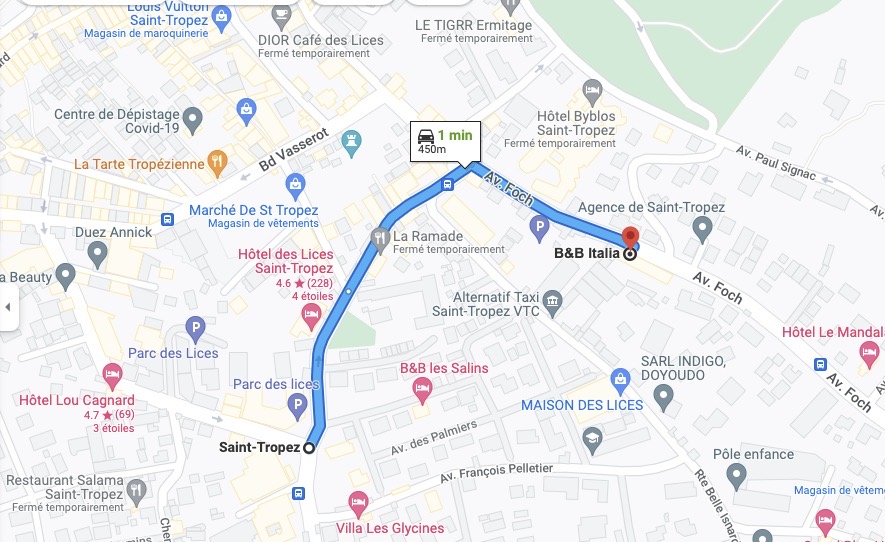 Louis Vuitton
Saint-Tropez
Magasin de maroquinerie
DIOR Café des Lices
Fermé temporairement
LE TIGRR Ermitage
Fermé temporairement
Centre de Dépistage
Covid-19
Bd Vasserot
1 min
450m
Hôtel Byblos
Saint-Tropez
Fermé temporairement
La Tarte Tropézienne
Av. Paul Signac
Av. Foch
Marché De St Tropez
Magasin de vêtements
P
Agence de Saint-Tropez
Duez Annick
La Ramade
Fermé temporairement
B&B Italia
Hôtel des Lices
Saint-Tropez
4.6 ★ (228)
4 étoiles
a Beauty
Av. Foch
Alternatif Taxi
Saint-Tropez VTC
P
Parc des Lices
Hôtel Le Mandala
SARL INDIGO,
DOYOUDO
B&B les Salins
Parc des lices
P
Av. Foch
Hôtel Lou Cagnard
4.7 ★ (69)
3 étoiles
MAISON DES LICES
Saint-Tropez
Av. des Palmiers
Pôle enfance
Av. François Pelletier
Restaurant Salama
Saint-Tropez
Fermé temporairement
Rte Belle Isnard
Magasin de vêteme
Villa Les Glycines
Cher